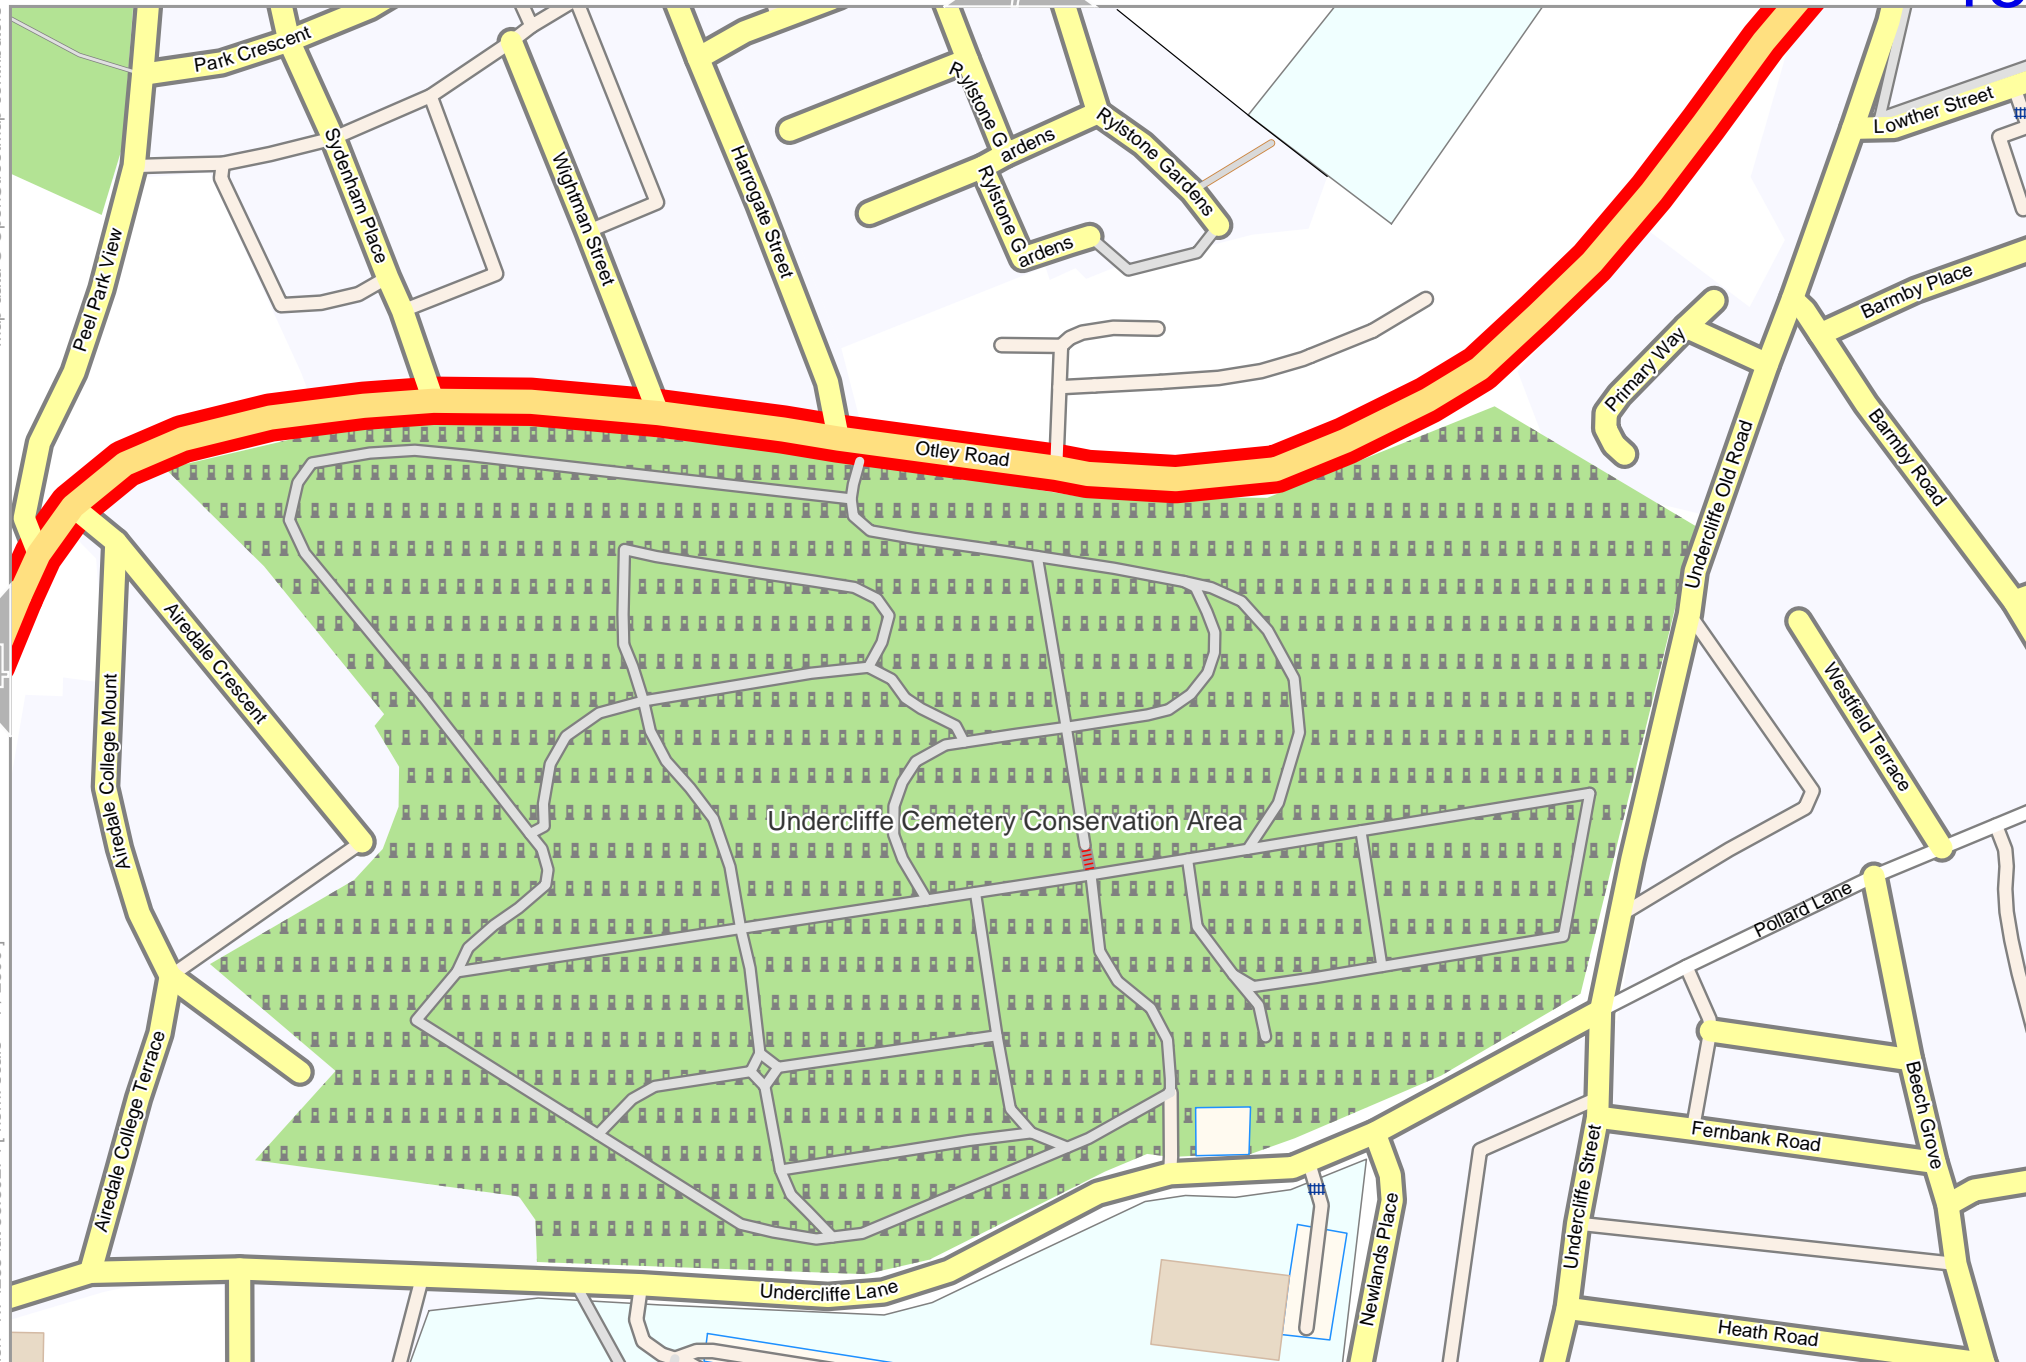 Park Crescent
Rylstone Gardens
Rylstone Gardens
Lowther Street
Sydenham Place
Wightman Street
Harrogate Street
Rylstone Gardens
Peel Park View
Barmby Place
Primary Way
Otley Road
Barmby Road
Undercliffe Old Road
Airedale Crescent
Airedale College Mount
Westfield Terrace
Undercliffe Cemetery Conservation Area
Pollard Lane
Airedale College Terrace
Beech Grove
Fernbank Road
Undercliffe Street
Newlands Place
Undercliffe Lane
Heath Road